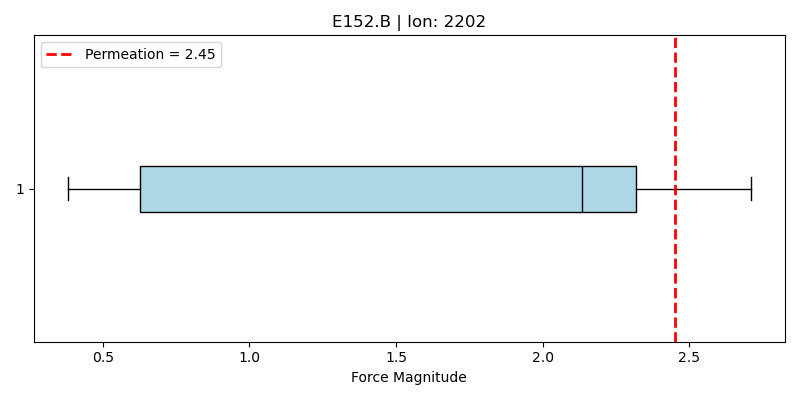 E152.B | Ion: 2202
Permeation = 2.45
1
0.5 1.0 1.5 2.0 2.5
Force Magnitude